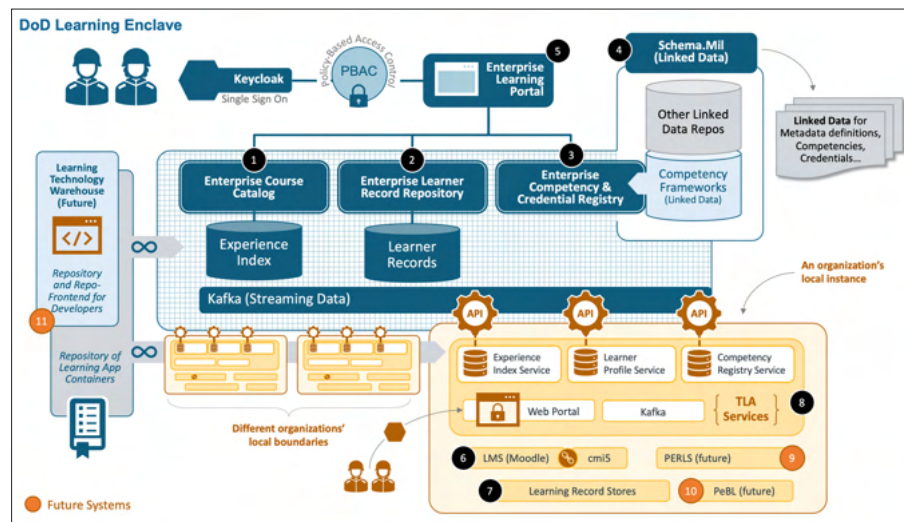 DoD Learning Enclave
Keycloak
Single Sign On
Policy-Based Access Control
PBAC
5
Enterprise
Learning
Portal
4
Schema.Mil
(Linked Data)
Other Linked
Data Repos
Competency
Frameworks
(Linked Data)
Linked Data for
Metadata definitions,
Competencies,
Credentials...
1
Enterprise Course
Catalog
2
Enterprise Learner
Record Repository
3
Enterprise
Competency &
Credential Registry
Experience
Index
Learner
Records
Kafka (Streaming Data)
Learning
Technology
Warehouse
(Future)
</>
Repository
and Repo-
Frontend for
Developers
11
Repository of
Learning App
Containers
An organization's
local instance
API
API
API
Experience
Index Service
Learner
Profile Service
Competency
Registry Service
Web Portal
Kafka
TLA
Services
8
Different organizations'
local boundaries
6
LMS (Moodle)
cmi5
PERLS (future)
9
7
Learning Record Stores
10
PeBL (future)
Future Systems